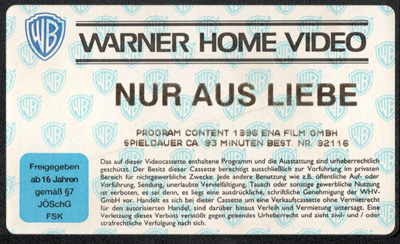 WB WARNER HOME VIDEO
NUR AUS LIEBE
PROGRAM CONTENT 1996 ENA FILM GMBH
SPIELDAUER CA. 93 MINUTEN BEST. NR. 92116
Freigegeben
ab 16 Jahren
gemäß §7
JÖSchG
FSK
Das auf dieser Videocassette enthaltene Programm und die Ausstattung sind urheberrechtlich
geschützt. Der Besitz dieser Cassette berechtigt ausschließlich zur Vorführung im privaten
Bereich für nichtgewerbliche Zwecke. Jede andere Benutzung wie z.B. öffentliche Auf- oder
Vorführung, Sendung, unerlaubte Vervielfältigung, Tausch oder sonstige gewerbliche Nutzung
ist verboten, es sei denn, es liegt eine ausdrückliche, schriftliche Genehmigung der WHV-
GmbH vor. Handelt es sich bei dieser Cassette um eine Verkaufscassette ohne Vermietrecht
für den autorisierten Handel, sind darüber hinaus Verleih und Vermietung untersagt. Eine
Verletzung dieses Verbots verstößt gegen geltendes Urheberrecht und zieht zivil- und / oder
strafrechtliche Verfolgung nach sich.